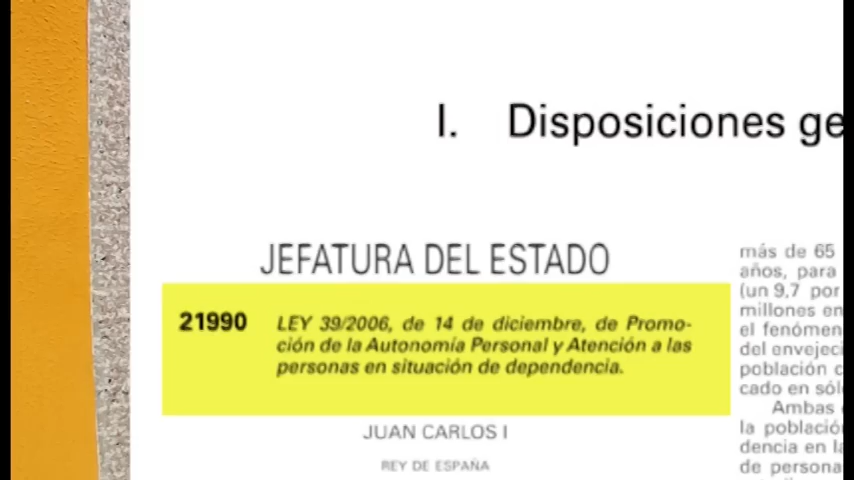 I. Disposiciones ge
JEFATURA DEL ESTADO
21990 LEY 39/2006, de 14 de diciembre, de Promo-
ción de la Autonomía Personal y Atención a las
personas en situación de dependencia.
JUAN CARLOS I
REY DE ESPAÑA
más de 65
años, para
(un 9,7 por
millones en
el fenómen
del envejeci
población c
cado en sól
Ambas
la població
dencia en la
de persona